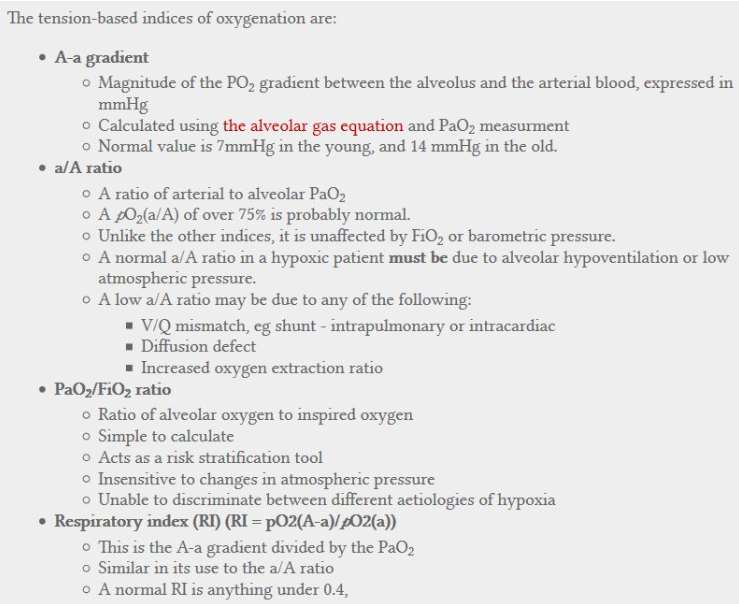 The tension-based indices of oxygenation are:
• A-a gradient
○ Magnitude of the PO₂ gradient between the alveolus and the arterial blood, expressed in
mmHg
○ Calculated using the alveolar gas equation and PaO₂ measurment
○ Normal value is 7mmHg in the young, and 14 mmHg in the old.
• a/A ratio
○ A ratio of arterial to alveolar PaO₂
○ A pO₂(a/A) of over 75% is probably normal.
○ Unlike the other indices, it is unaffected by FiO₂ or barometric pressure.
○ A normal a/A ratio in a hypoxic patient must be due to alveolar hypoventilation or low
atmospheric pressure.
○ A low a/A ratio may be due to any of the following:
▪ V/Q mismatch, eg shunt - intrapulmonary or intracardiac
▪ Diffusion defect
▪ Increased oxygen extraction ratio
• PaO₂/FiO₂ ratio
○ Ratio of alveolar oxygen to inspired oxygen
○ Simple to calculate
○ Acts as a risk stratification tool
○ Insensitive to changes in atmospheric pressure
○ Unable to discriminate between different aetiologies of hypoxia
• Respiratory index (RI) (RI = pO2(A-a)/pO2(a))
○ This is the A-a gradient divided by the PaO₂
○ Similar in its use to the a/A ratio
○ A normal RI is anything under 0.4,